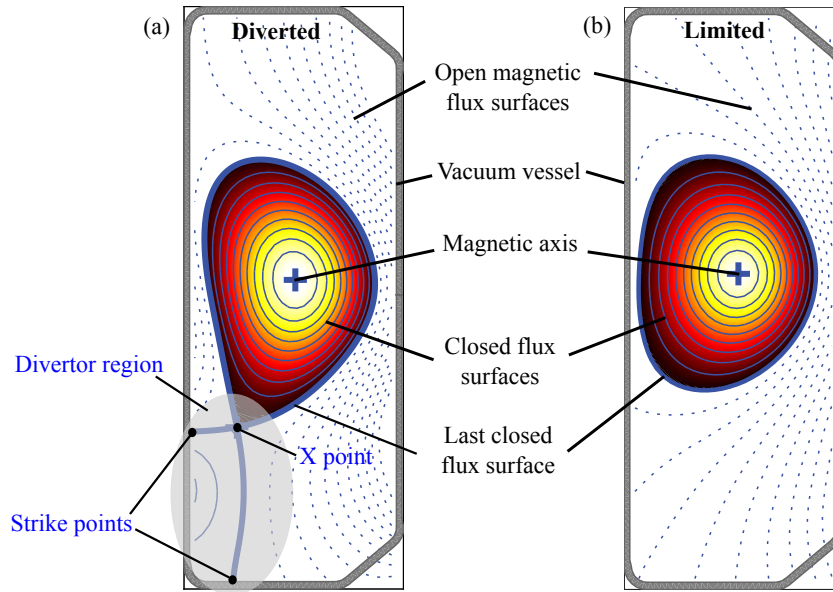 (a)
Diverted
(b)
Limited
Open magnetic
flux surfaces
Vacuum vessel
Magnetic axis
Closed flux
surfaces
Divertor region
Last closed
flux surface
X point
Strike points